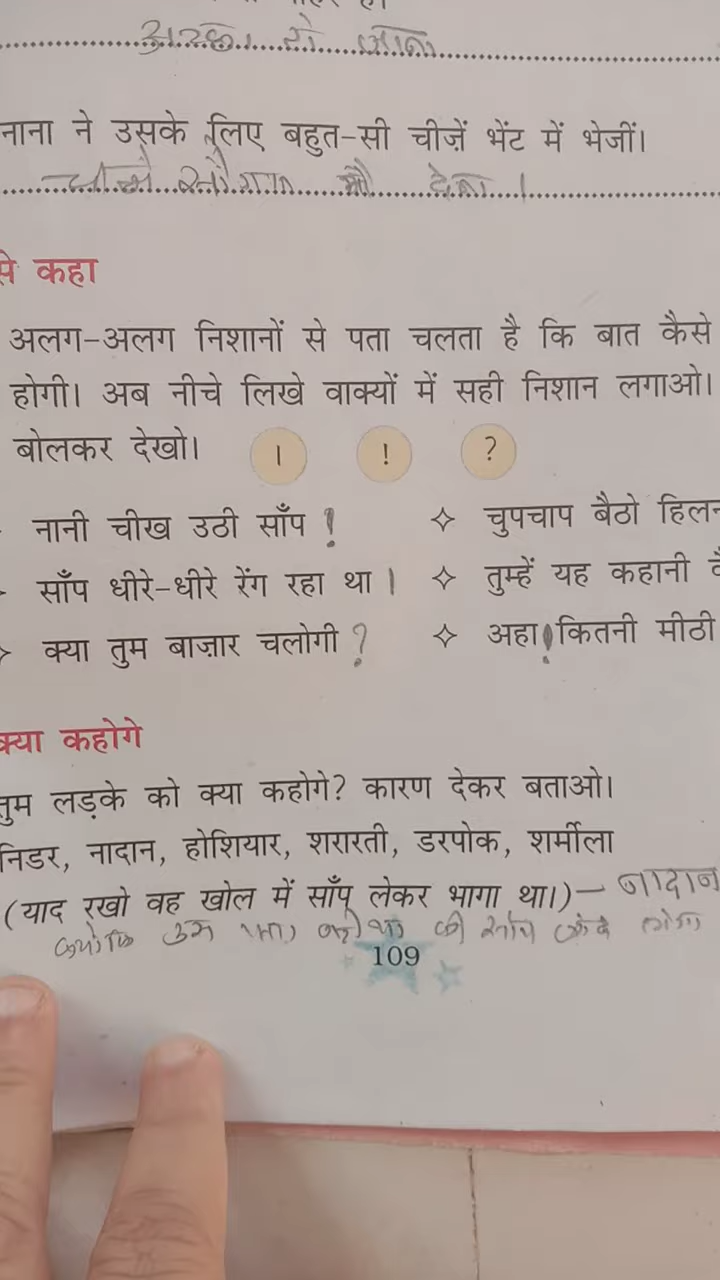 नाना ने उसके लिए बहुत-सी चीज़ें भेंट में भेजीं।
से कहा
अलग-अलग निशानों से पता चलता है कि बात कैसे
होगी। अब नीचे लिखे वाक्यों में सही निशान लगाओ।
बोलकर देखो। । ! ?
नानी चीख उठी साँप ! चुपचाप बैठो
साँप धीरे-धीरे रेंग रहा था । तुम्हें यह कहानी
क्या तुम बाज़ार चलोगी ? अहा ! कितनी मीठी
क्या कहोगे
तुम लड़के को क्या कहोगे? कारण देकर बताओ।
निडर, नादान, होशियार, शरारती, डरपोक, शर्मीला
(याद रखो वह खोल में साँप लेकर भागा था।) — नादान
109